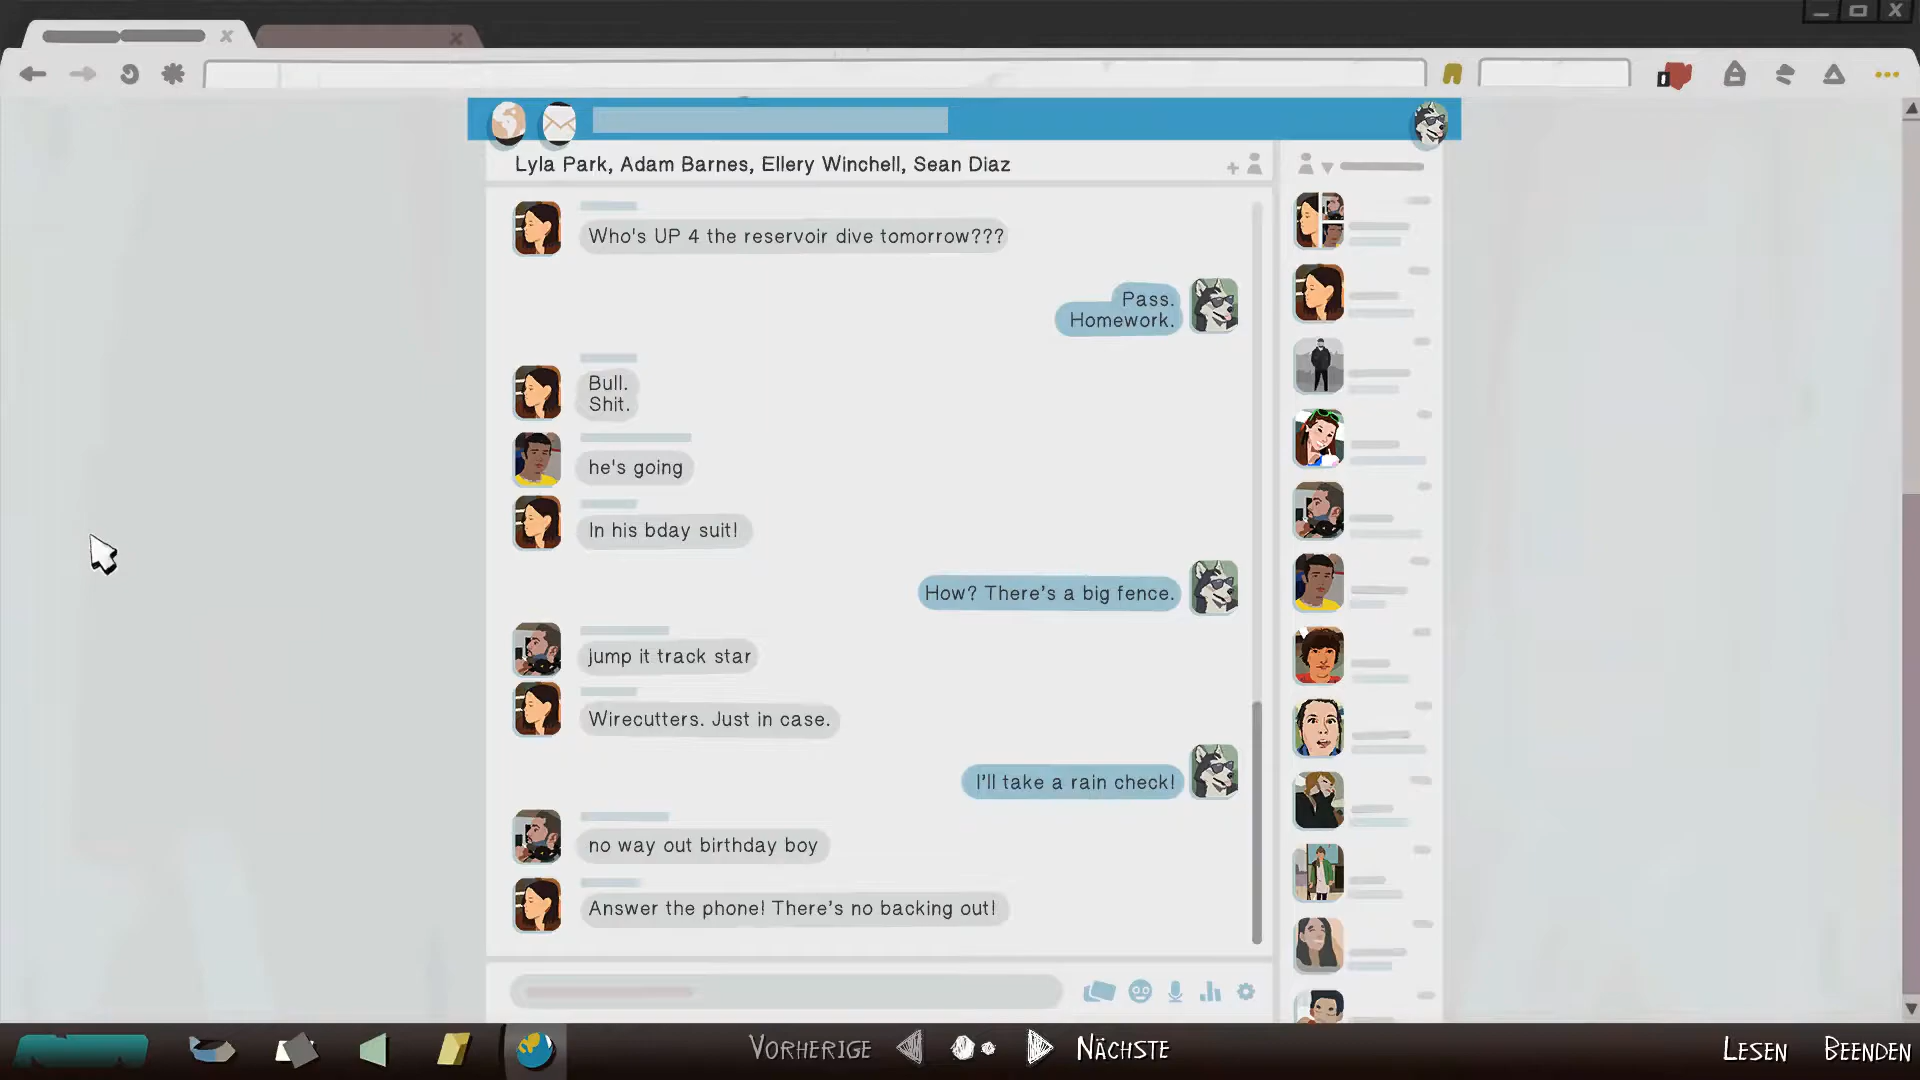 Lyla Park, Adam Barnes, Ellery Winchell, Sean Diaz
Who's UP 4 the reservoir dive tomorrow???
Pass.
Homework.
Bull.
Shit.
he's going
In his bday suit!
How? There's a big fence.
jump it track star
Wirecutters. Just in case.
I'll take a rain check!
no way out birthday boy
Answer the phone! There's no backing out!
VORHERIGE
NÄCHSTE
LESEN
BEENDEN